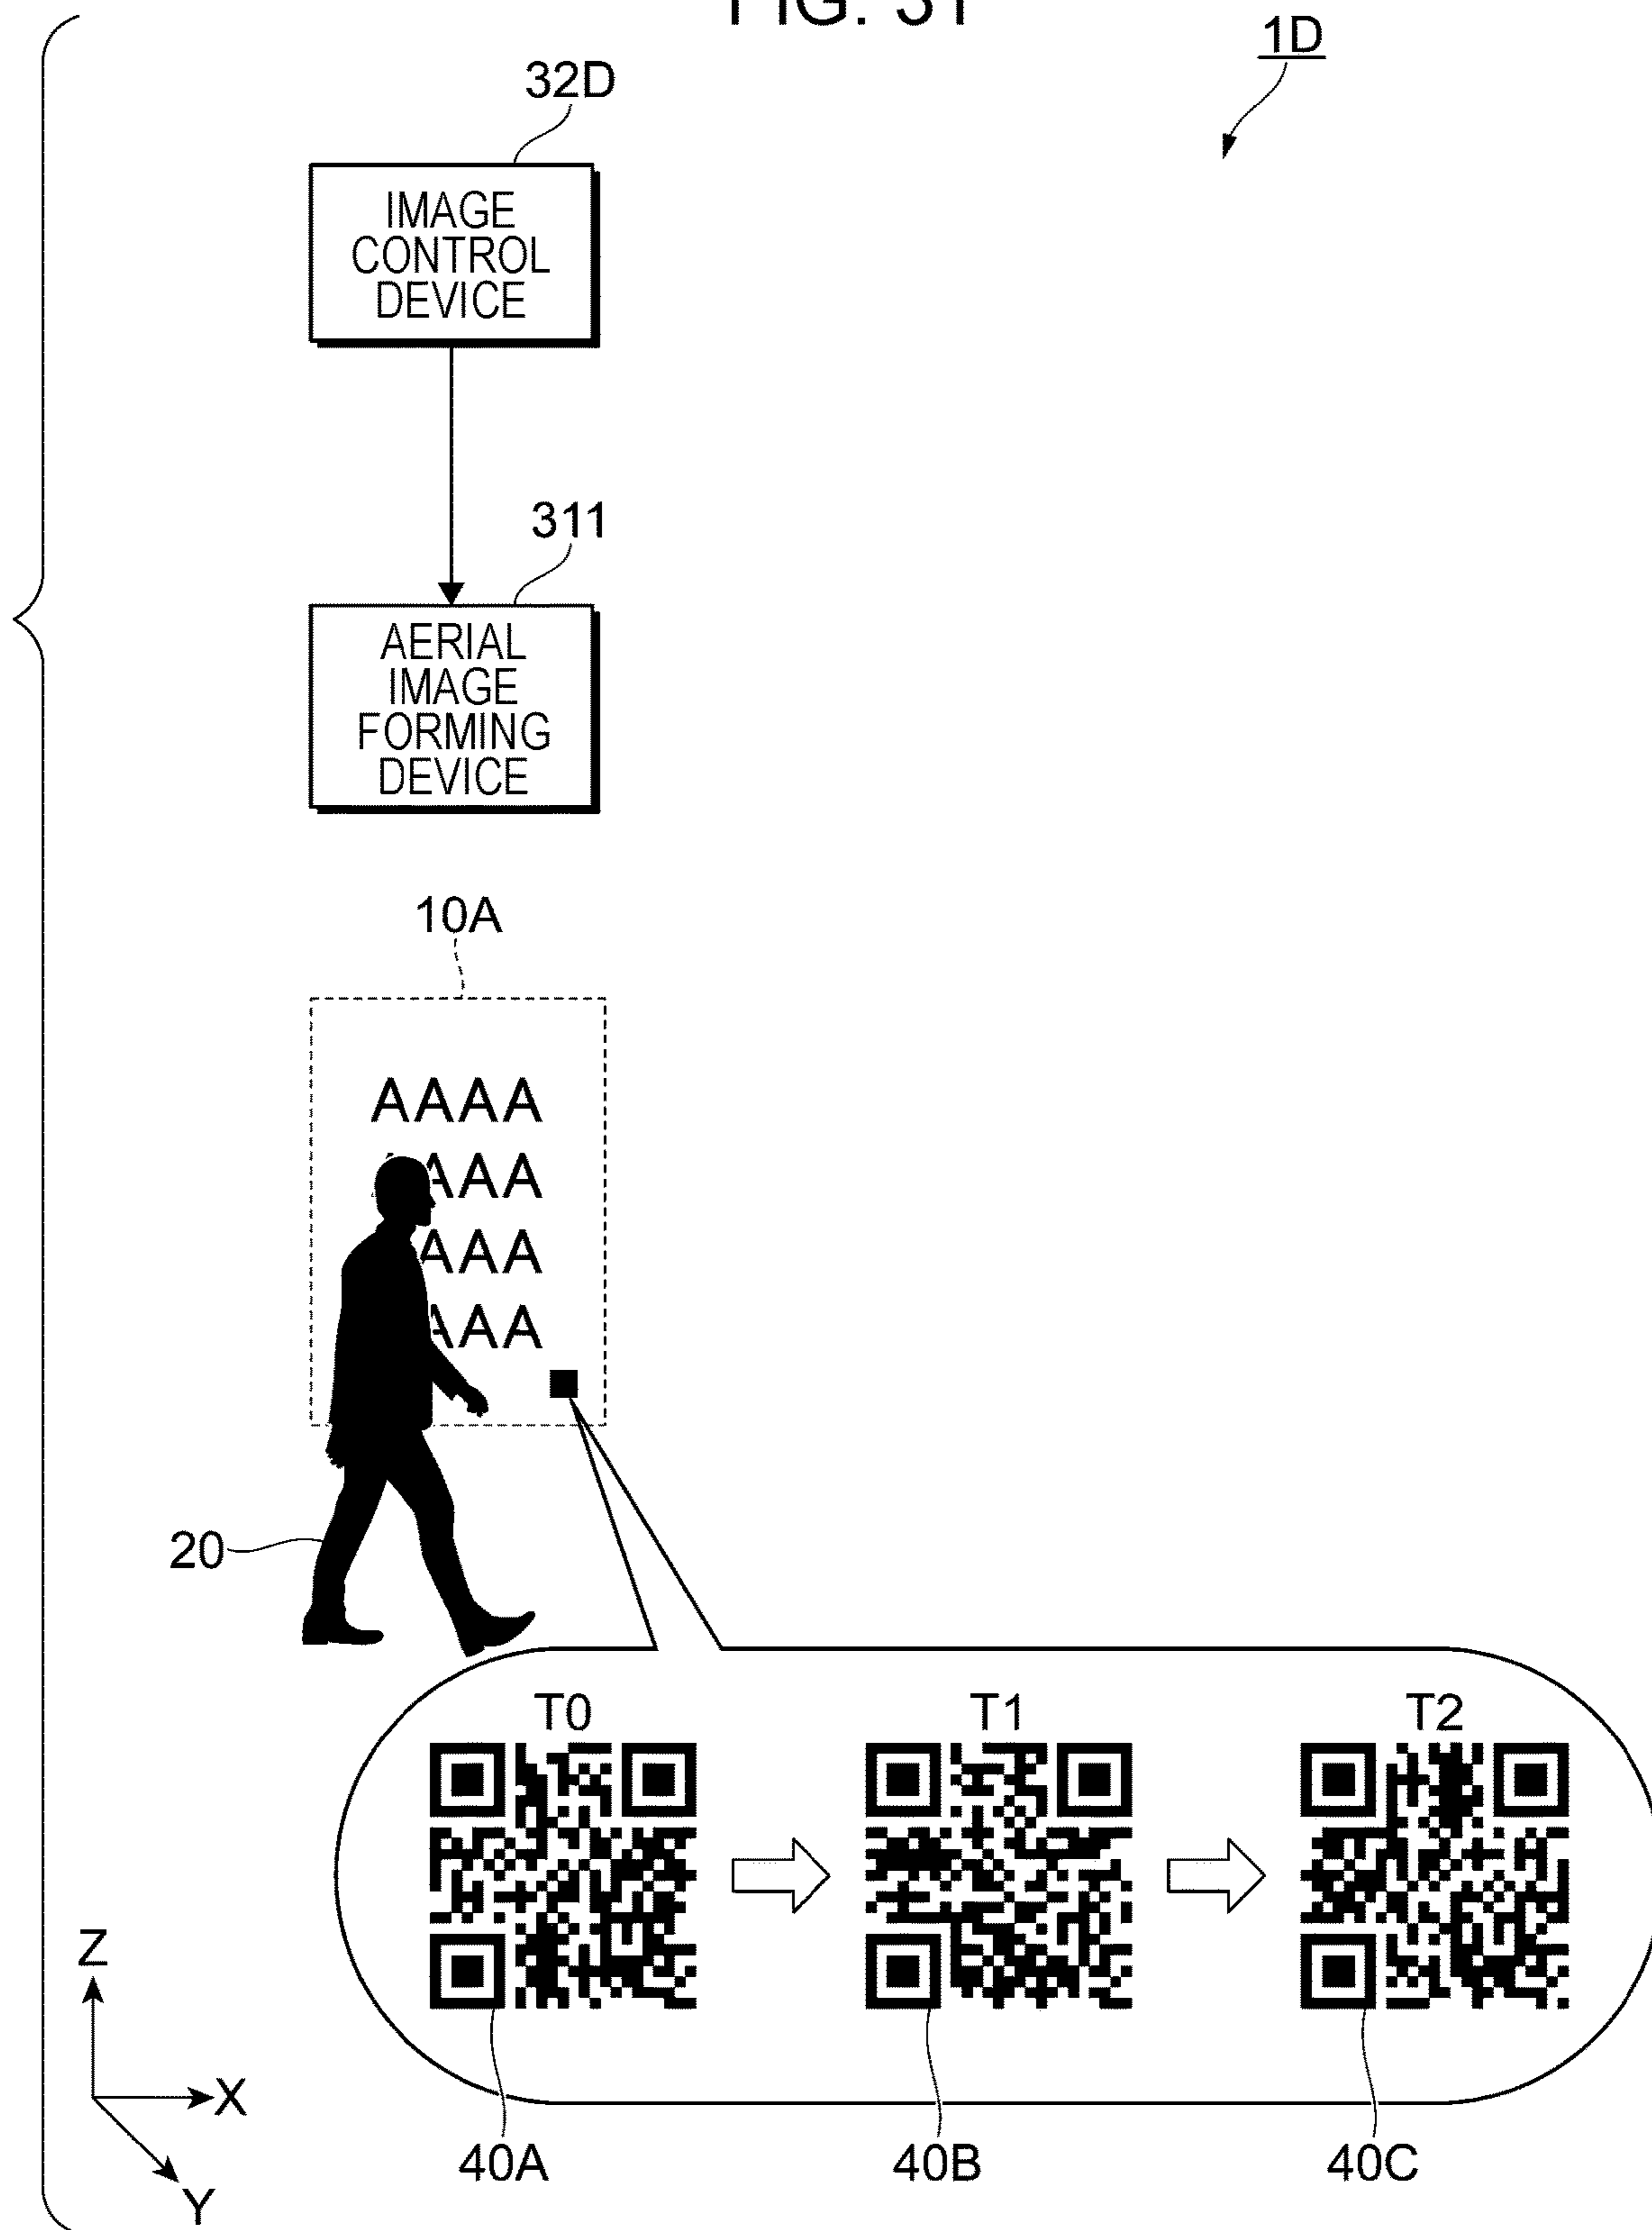 FIG. 31
1D
32D
IMAGE
CONTROL
DEVICE
311
AERIAL
IMAGE
FORMING
DEVICE
10A
AAAA
AAA
AAA
AAA
20
T0
T1
T2
Z
X
Y
40A
40B
40C